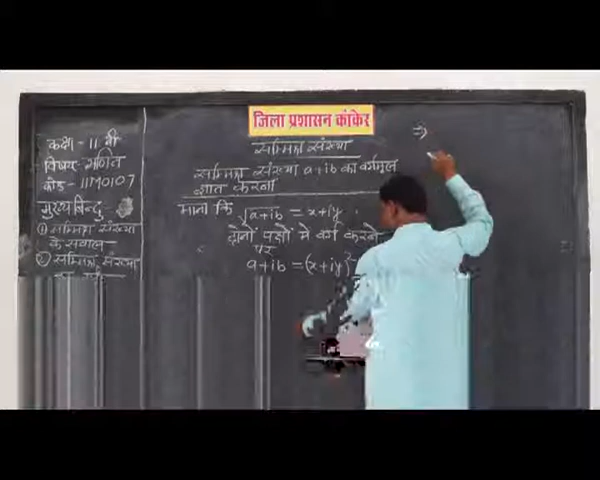 जिला प्रशासन कांकेर
कक्षा - 11 वी
विषय - गणित
कोड - 11M0107
मुख्य बिन्दु -
① सम्मिश्र संख्या
के सवाल
② सम्मिश्र संख्या
सम्मिश्र संख्या
सम्मिश्र संख्या a+ib का वर्गमूल
ज्ञात करना
माना कि √a+ib = x+iy
दोनों पक्षों मे वर्ग करने
पर
a+ib = (x+iy)²
⇒